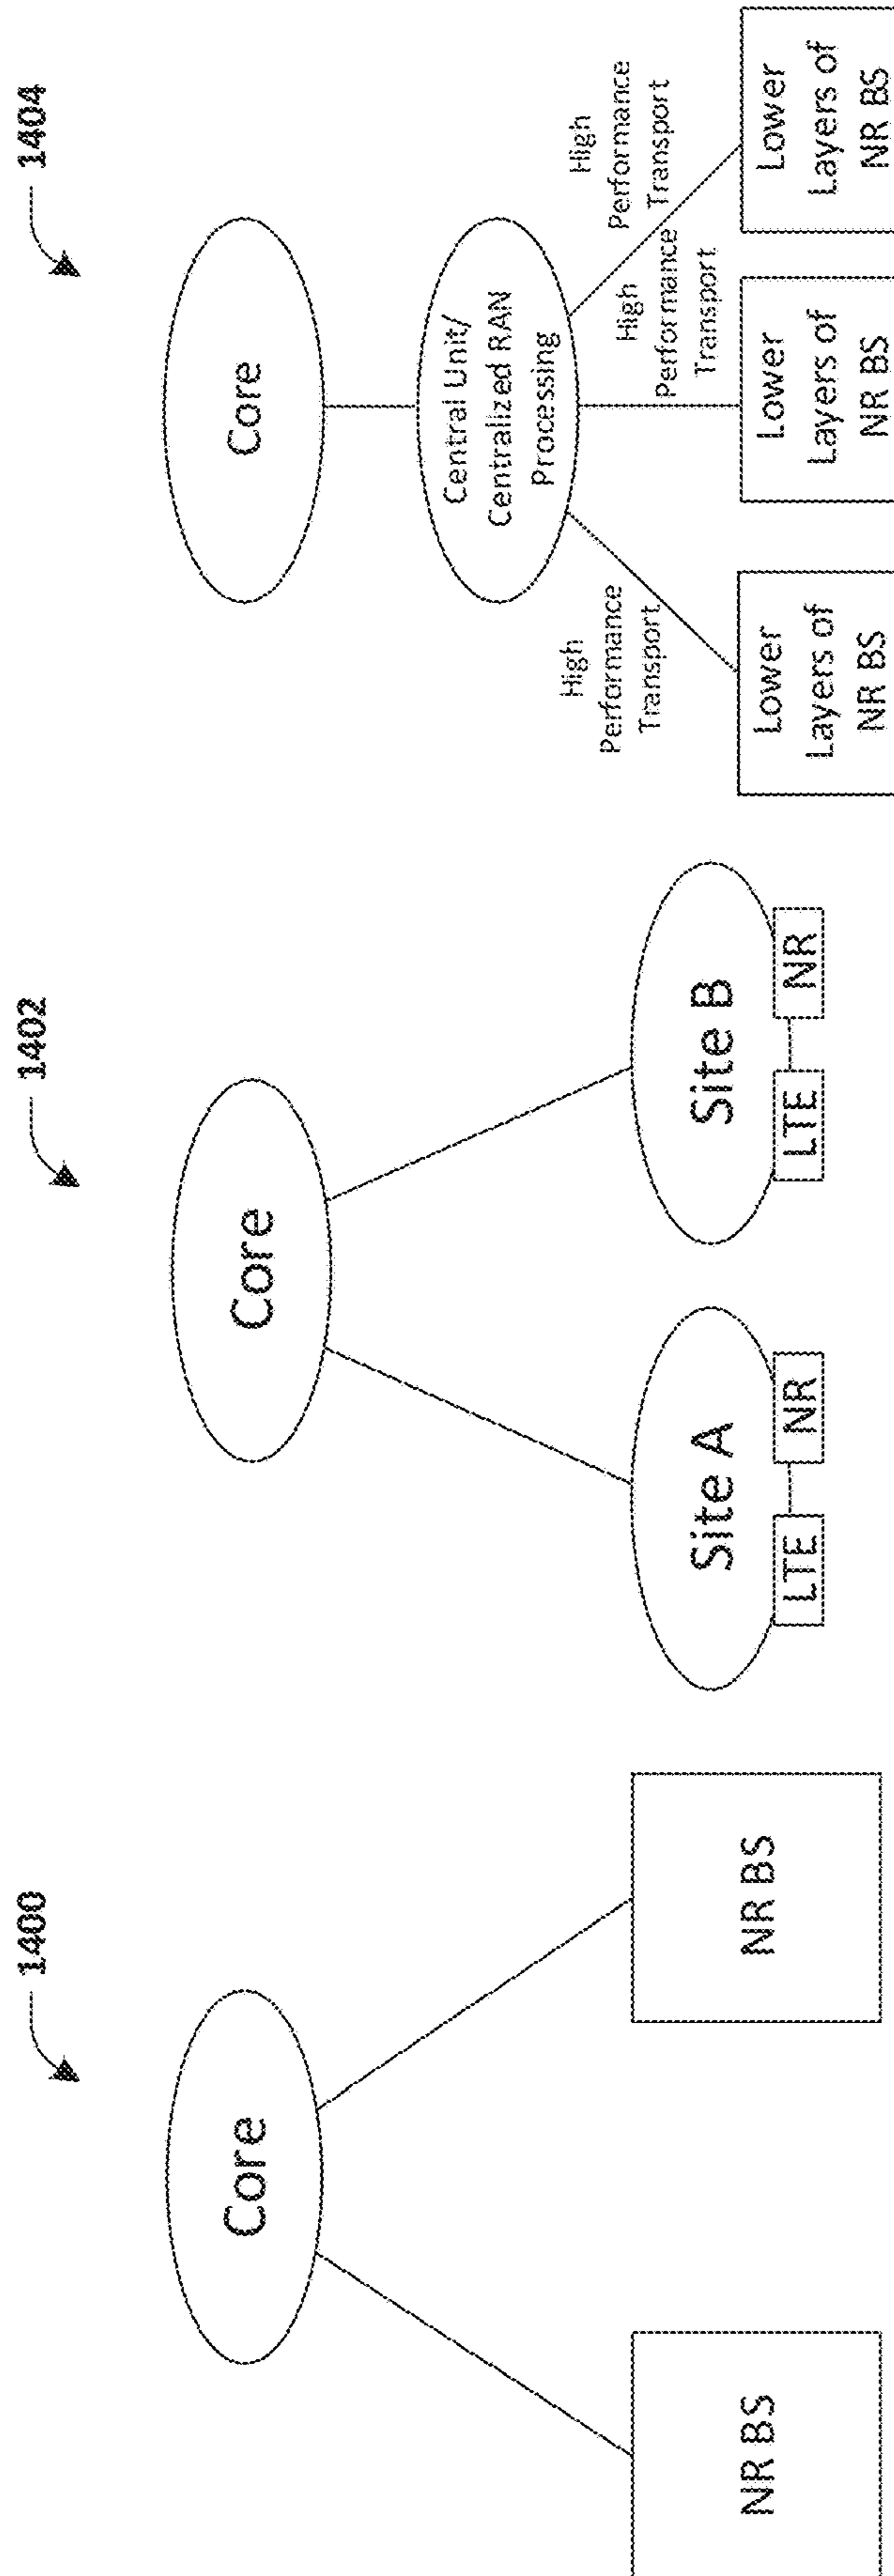 1400
Core
NR BS
NR BS
1402
Core
Site A
LTE
NR
Site B
LTE
NR
1404
Core
Central Unit/
Centralized RAN
Processing
High
Performance
Transport
High
Performance
Transport
High
Performance
Transport
Lower
Layers of
NR BS
Lower
Layers of
NR BS
Lower
Layers of
NR BS